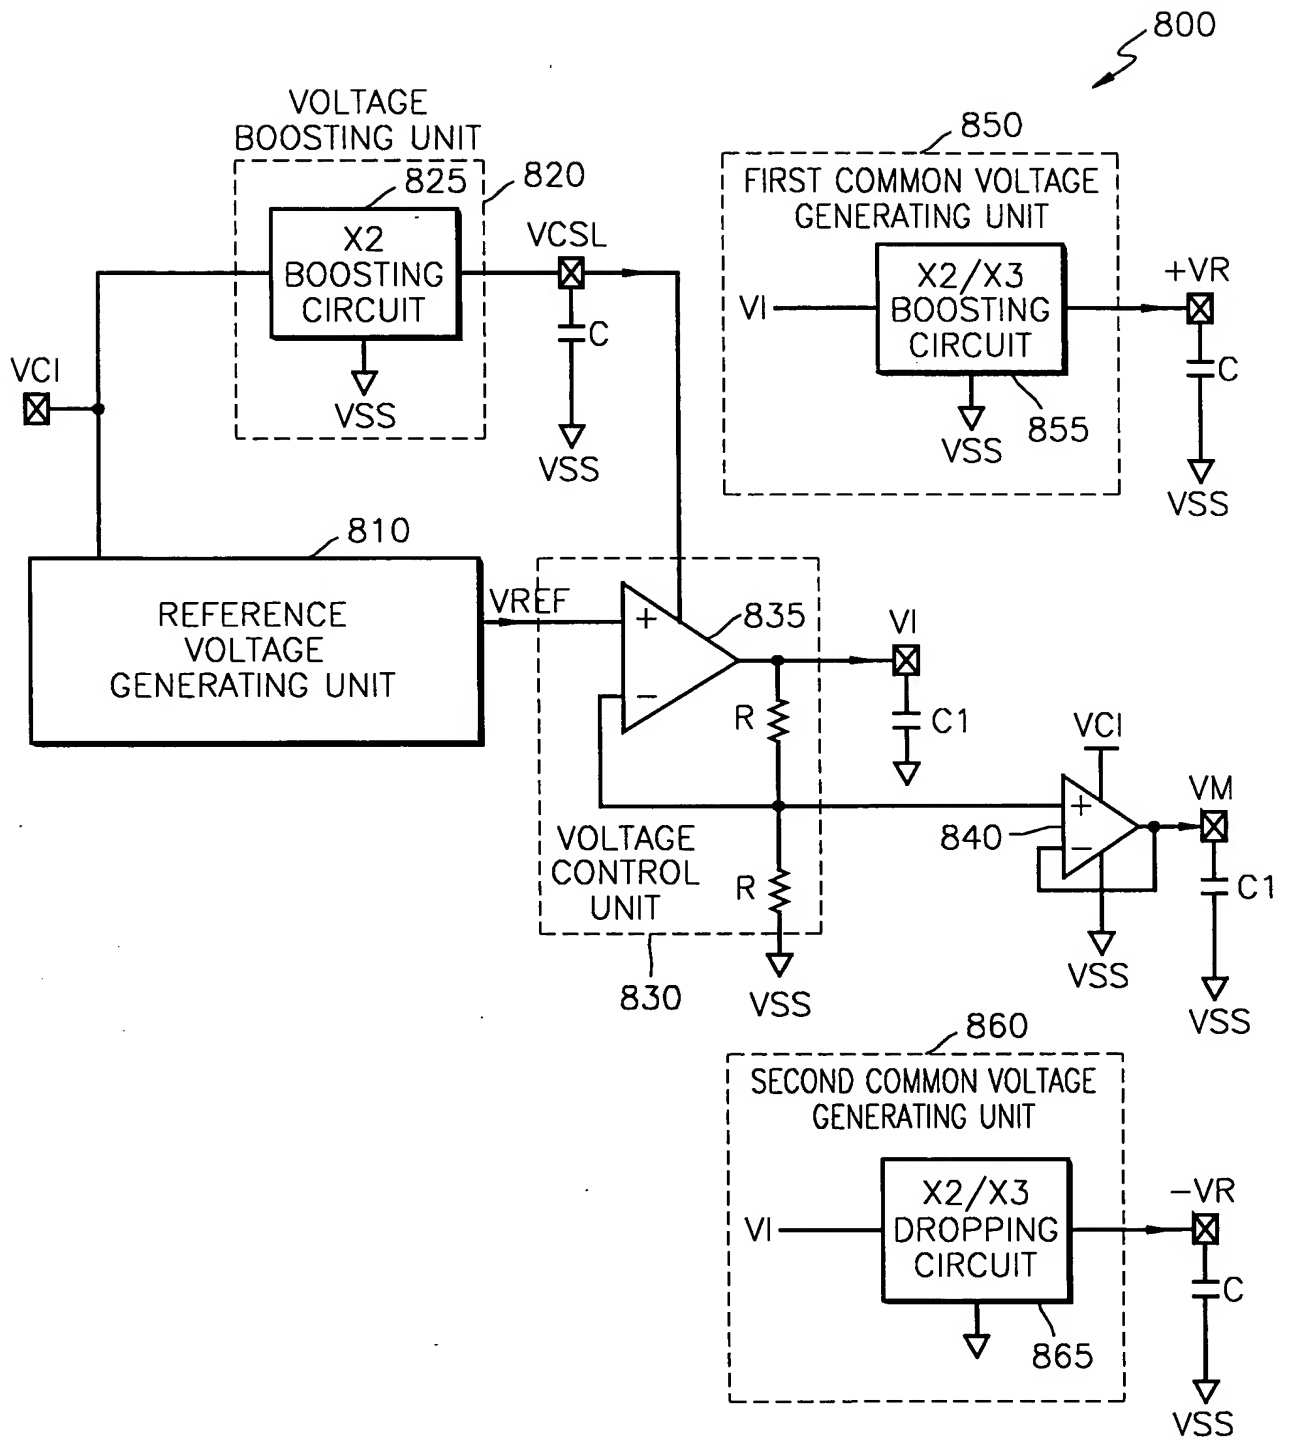 800
VOLTAGE
BOOSTING UNIT
825
820
X2
BOOSTING
CIRCUIT
VSS
VCSL
C
VSS
VCI
850
FIRST COMMON VOLTAGE
GENERATING UNIT
VI
X2/X3
BOOSTING
CIRCUIT
VSS
855
+VR
C
VSS
810
REFERENCE
VOLTAGE
GENERATING UNIT
VREF
+
−
835
R
R
VSS
VOLTAGE
CONTROL
UNIT
830
VI
C1
VCI
+
−
840
VSS
VM
C1
VSS
860
SECOND COMMON VOLTAGE
GENERATING UNIT
VI
X2/X3
DROPPING
CIRCUIT
865
−VR
C
VSS